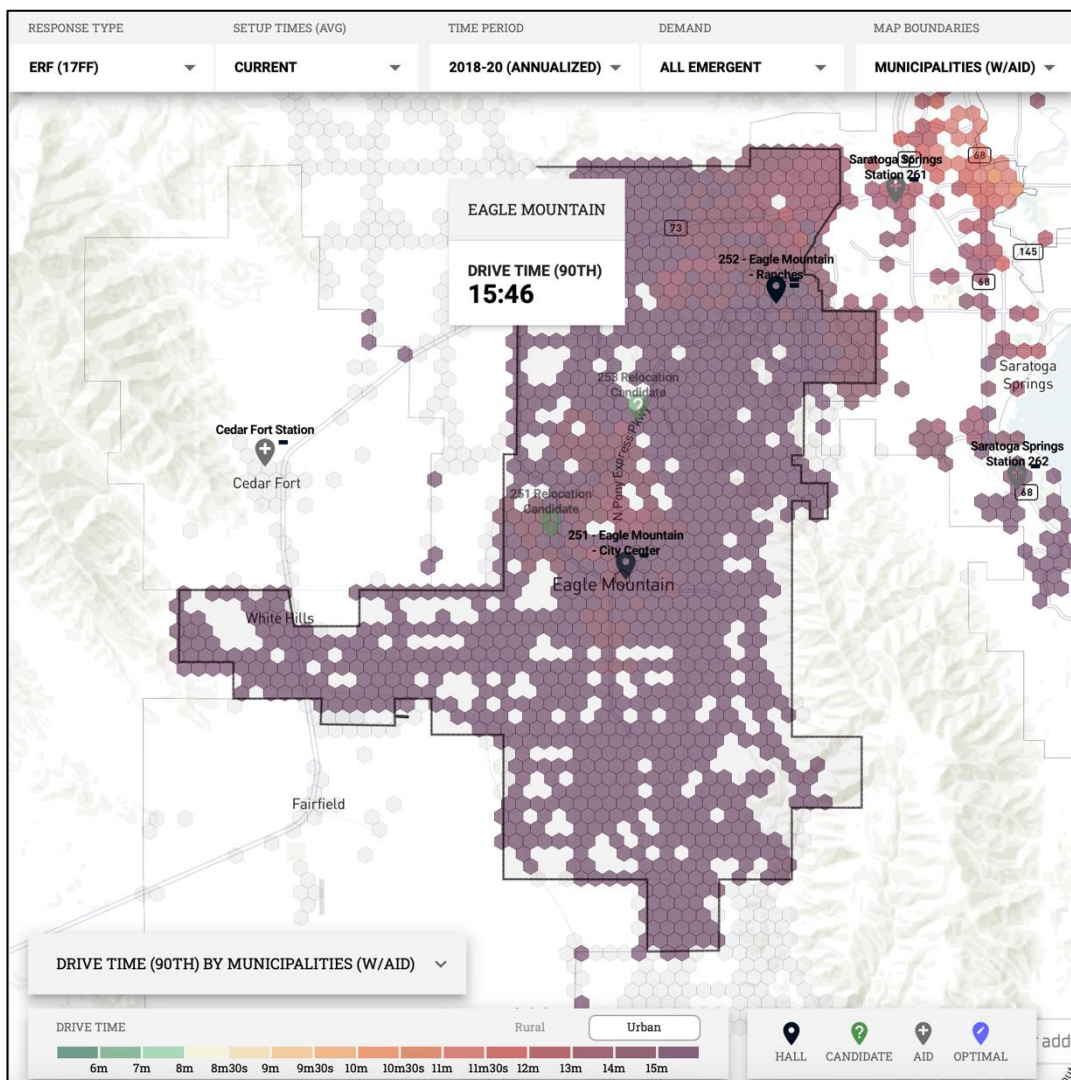 RESPONSE TYPE
SETUP TIMES (AVG)
TIME PERIOD
DEMAND
MAP BOUNDARIES
ERF (17FF)
CURRENT
2018-20 (ANNUALIZED)
ALL EMERGENT
MUNICIPALITIES (W/AID)
Saratoga Springs
Station 261
68
EAGLE MOUNTAIN
73
DRIVE TIME (90TH)
15:46
145
252 - Eagle Mountain
- Ranches
68
Saratoga
Springs
253 Relocation
Candidate
N Pony Express Pkwy
Cedar Fort Station
Cedar Fort
Saratoga Springs
Station 262
68
251 Relocation
Candidate
251 - Eagle Mountain
- City Center
Eagle Mountain
White Hills
Fairfield
DRIVE TIME (90TH) BY MUNICIPALITIES (W/AID)
DRIVE TIME
Rural
Urban
6m 7m 8m 8m30s 9m 9m30s 10m 10m30s 11m 11m30s 12m 13m 14m 15m
HALL
CANDIDATE
AID
OPTIMAL
add